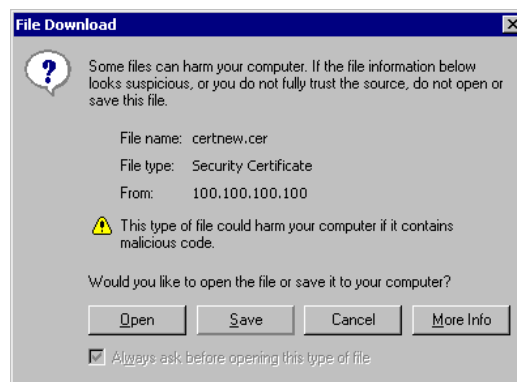 File Download
Some files can harm your computer. If the file information below
looks suspicious, or you do not fully trust the source, do not open or
save this file.
File name: certnew.cer
File type: Security Certificate
From: 100.100.100.100
This type of file could harm your computer if it contains
malicious code.
Would you like to open the file or save it to your computer?
Open Save Cancel More Info
Always ask before opening this type of file